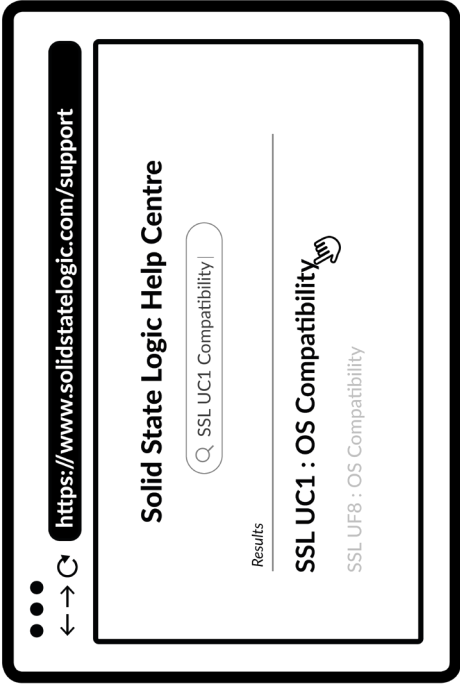 https://www.solidstatelogic.com/support
Solid State Logic Help Centre
SSL UC1 Compatibility
Results
SSL UC1 : OS Compatibility
SSL UF8 : OS Compatibility